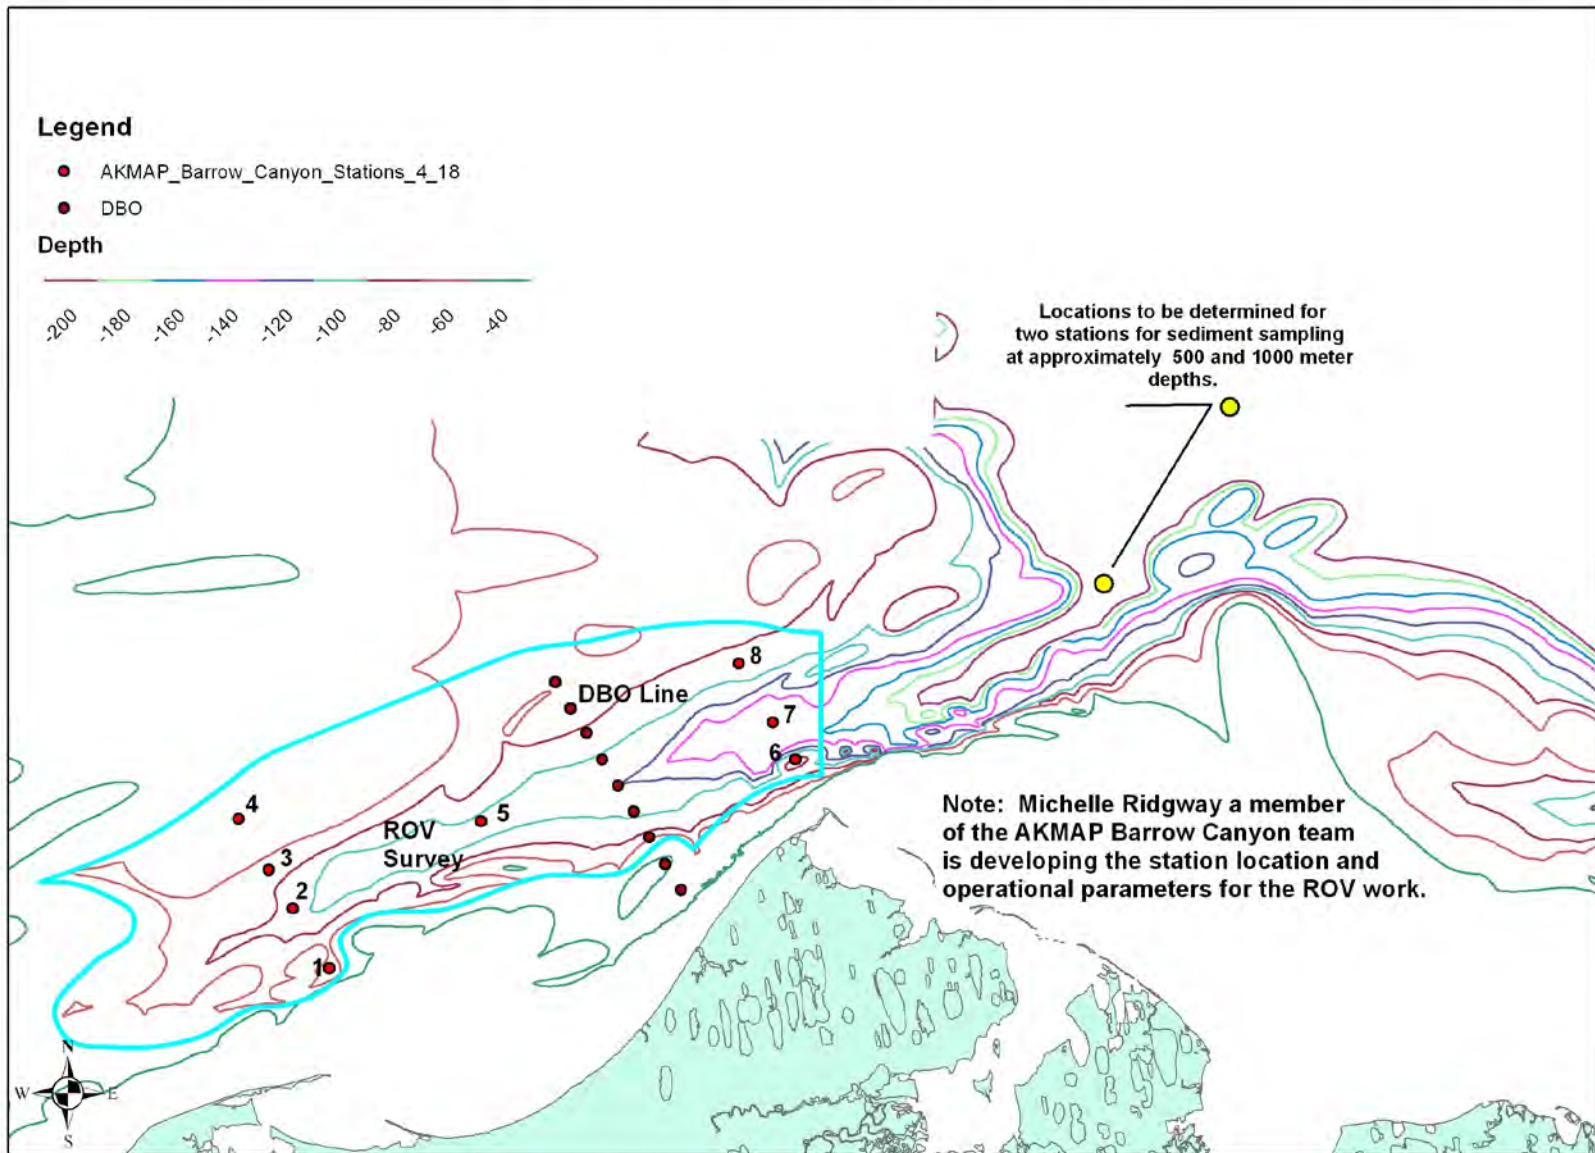 Legend
AKMAP_Barrow_Canyon_Stations_4_18
DBO
Depth
-200
-180
-160
-140
-120
-100
-80
-60
-40
Locations to be determined for
two stations for sediment sampling
at approximately 500 and 1000 meter
depths.
8
DBO Line
7
6
4
5
ROV
Survey
3
2
1
Note: Michelle Ridgway a member
of the AKMAP Barrow Canyon team
is developing the station location and
operational parameters for the ROV work.
N
W
E
S